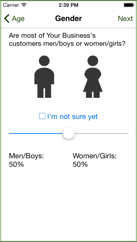 Carrier 2:39 PM
Age Gender Next
Are most of Your Business's
customers men/boys or women/girls?
I'm not sure yet
Men/Boys: Women/Girls:
50% 50%